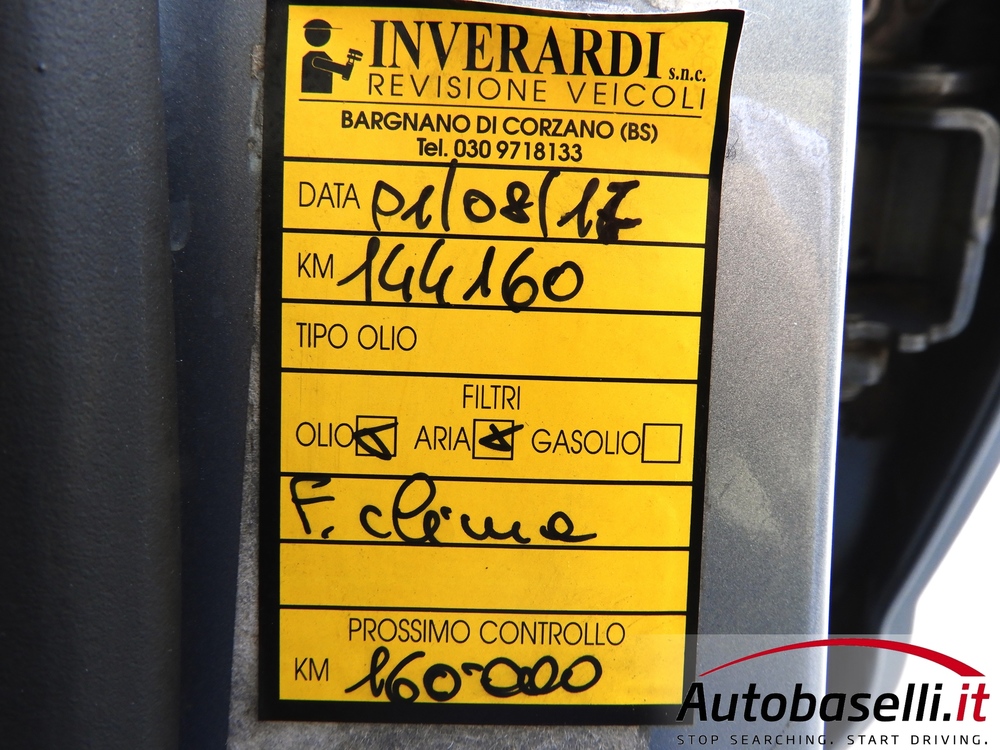 INVERARDI s.n.c.
REVISIONE VEICOLI
BARGNANO DI CORZANO (BS)
Tel. 030 9718133
DATA 01/08/17
KM 144160
TIPO OLIO
FILTRI
OLIO ARIA GASOLIO
F. clima
PROSSIMO CONTROLLO
KM 160.000
Autobaselli.it
STOP SEARCHING. START DRIVING.